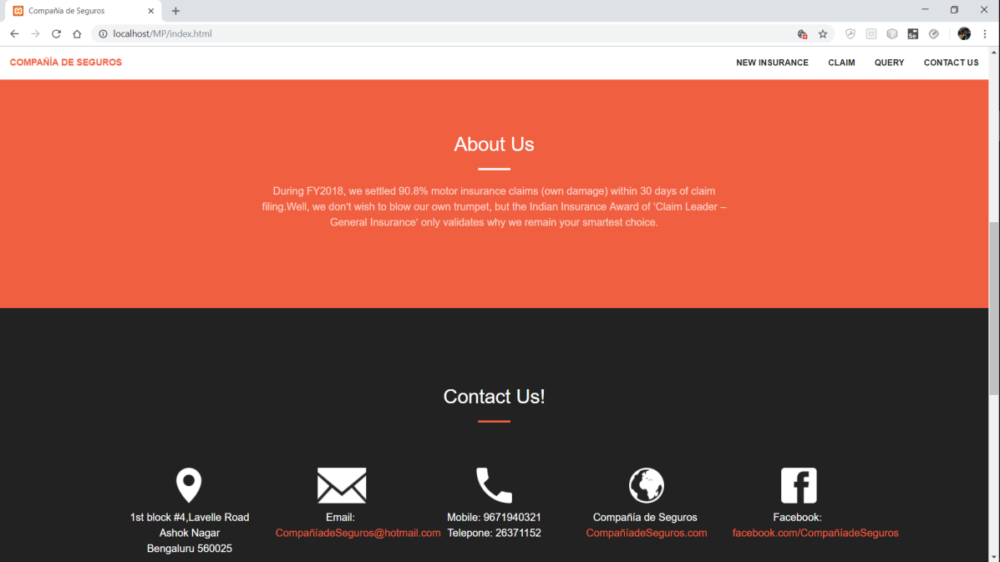 Compañía de Seguros
localhost/MP/index.html
COMPAÑÍA DE SEGUROS
NEW INSURANCE CLAIM QUERY CONTACT US
About Us
During FY2018, we settled 90.8% motor insurance claims (own damage) within 30 days of claim
filing.Well, we don't wish to blow our own trumpet, but the Indian Insurance Award of 'Claim Leader –
General Insurance' only validates why we remain your smartest choice.
Contact Us!
1st block #4,Lavelle Road
Ashok Nagar
Bengaluru 560025
Email:
CompañíadeSeguros@hotmail.com
Mobile: 9671940321
Telepone: 26371152
Compañía de Seguros
CompañíadeSeguros.com
Facebook:
facebook.com/CompañíadeSeguros